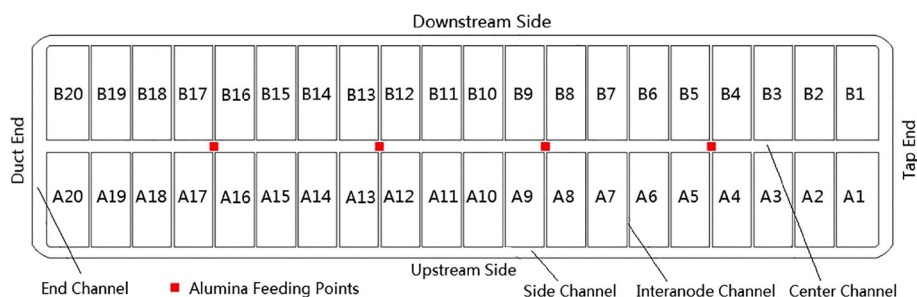 Downstream Side
Duct End
B20 B19 B18 B17 B16 B15 B14 B13 B12 B11 B10 B9 B8 B7 B6 B5 B4 B3 B2 B1
A20 A19 A18 A17 A16 A15 A14 A13 A12 A11 A10 A9 A8 A7 A6 A5 A4 A3 A2 A1
Tap End
Upstream Side
End Channel
Alumina Feeding Points
Side Channel
Interanode Channel
Center Channel